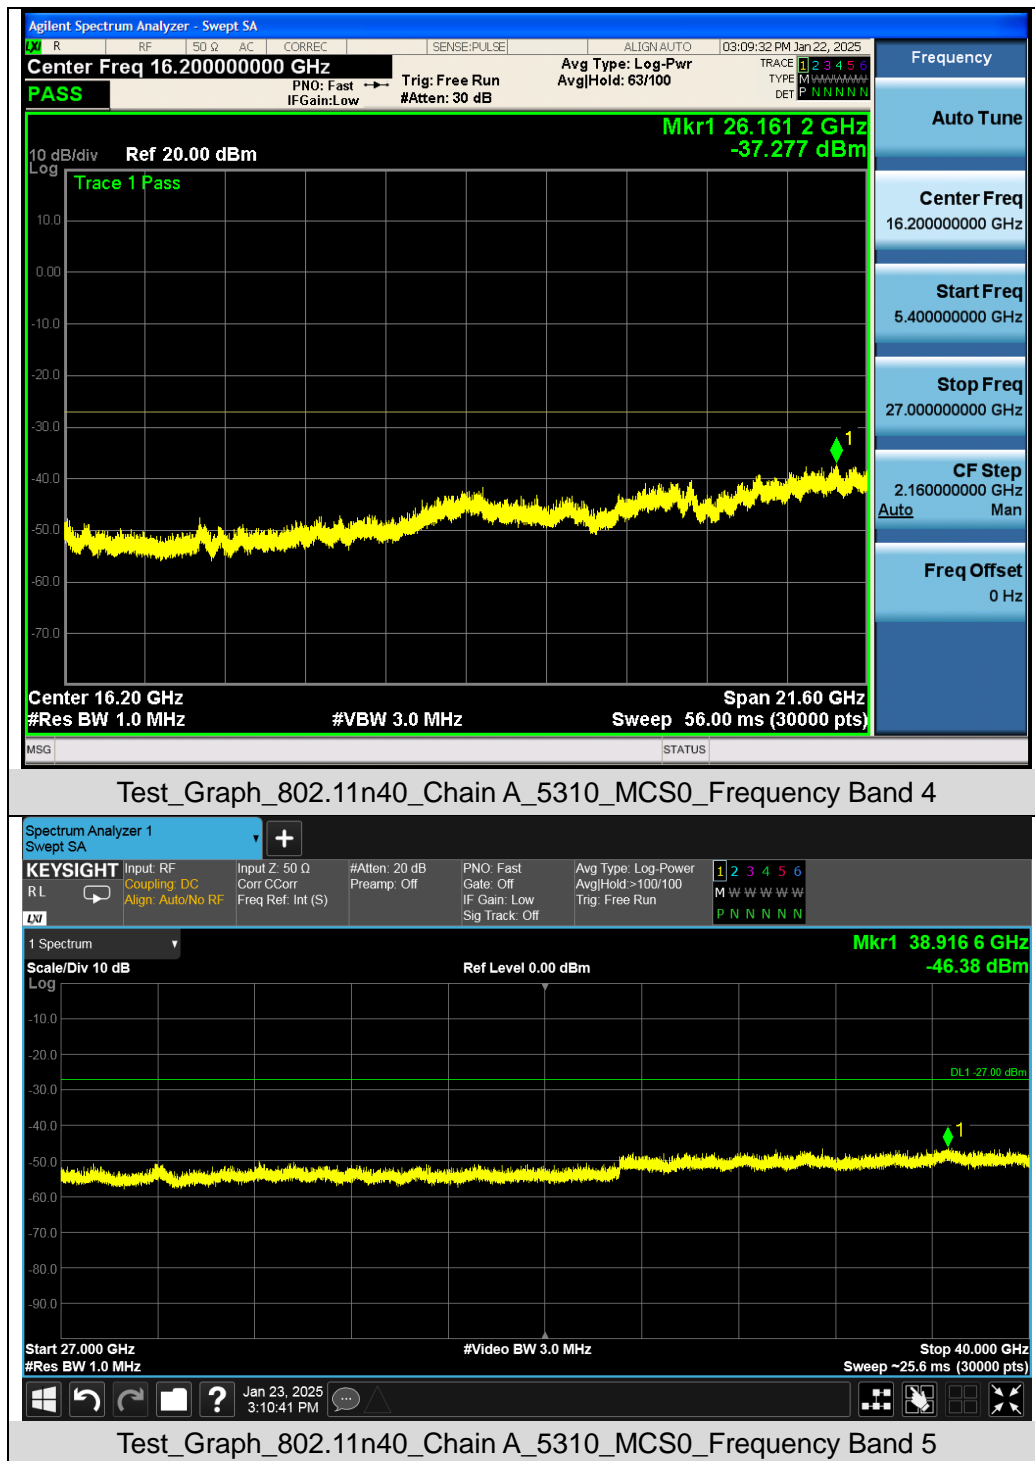 Agilent Spectrum Analyzer - Swept SA
LXI R RF 50 Ω AC CORREC SENSE:PULSE ALIGN AUTO 03:09:32 PM Jan 22, 2025
Center Freq 16.200000000 GHz
PASS
PNO: Fast
IFGain:Low
Trig: Free Run
#Atten: 30 dB
Avg Type: Log-Pwr
Avg|Hold: 63/100
TRACE 1 2 3 4 5 6
TYPE M W W W W W
DET P N N N N N
Mkr1 26.161 2 GHz
-37.277 dBm
10 dB/div Ref 20.00 dBm
Log
Trace 1 Pass
10.0
0.00
-10.0
-20.0
-30.0
-40.0
-50.0
-60.0
-70.0
1
Center 16.20 GHz Span 21.60 GHz
#Res BW 1.0 MHz #VBW 3.0 MHz Sweep 56.00 ms (30000 pts)
MSG STATUS
Frequency
Auto Tune
Center Freq
16.200000000 GHz
Start Freq
5.400000000 GHz
Stop Freq
27.000000000 GHz
CF Step
2.160000000 GHz
Auto Man
Freq Offset
0 Hz
Test_Graph_802.11n40_Chain A_5310_MCS0_Frequency Band 4
Spectrum Analyzer 1
Swept SA
+
KEYSIGHT
RL
LXI
Input: RF
Coupling: DC
Align: Auto/No RF
Input Z: 50 Ω
Corr CCorr
Freq Ref: Int (S)
#Atten: 20 dB
Preamp: Off
PNO: Fast
Gate: Off
IF Gain: Low
Sig Track: Off
Avg Type: Log-Power
Avg|Hold:>100/100
Trig: Free Run
1 2 3 4 5 6
M W W W W W
P N N N N N
1 Spectrum
Mkr1 38.916 6 GHz
-46.38 dBm
Scale/Div 10 dB Ref Level 0.00 dBm
Log
-10.0
-20.0
-30.0
-40.0
-50.0
-60.0
-70.0
-80.0
-90.0
DL1 -27.00 dBm
1
Start 27.000 GHz #Video BW 3.0 MHz Stop 40.000 GHz
#Res BW 1.0 MHz Sweep ~25.6 ms (30000 pts)
?
Jan 23, 2025
3:10:41 PM
Test_Graph_802.11n40_Chain A_5310_MCS0_Frequency Band 5